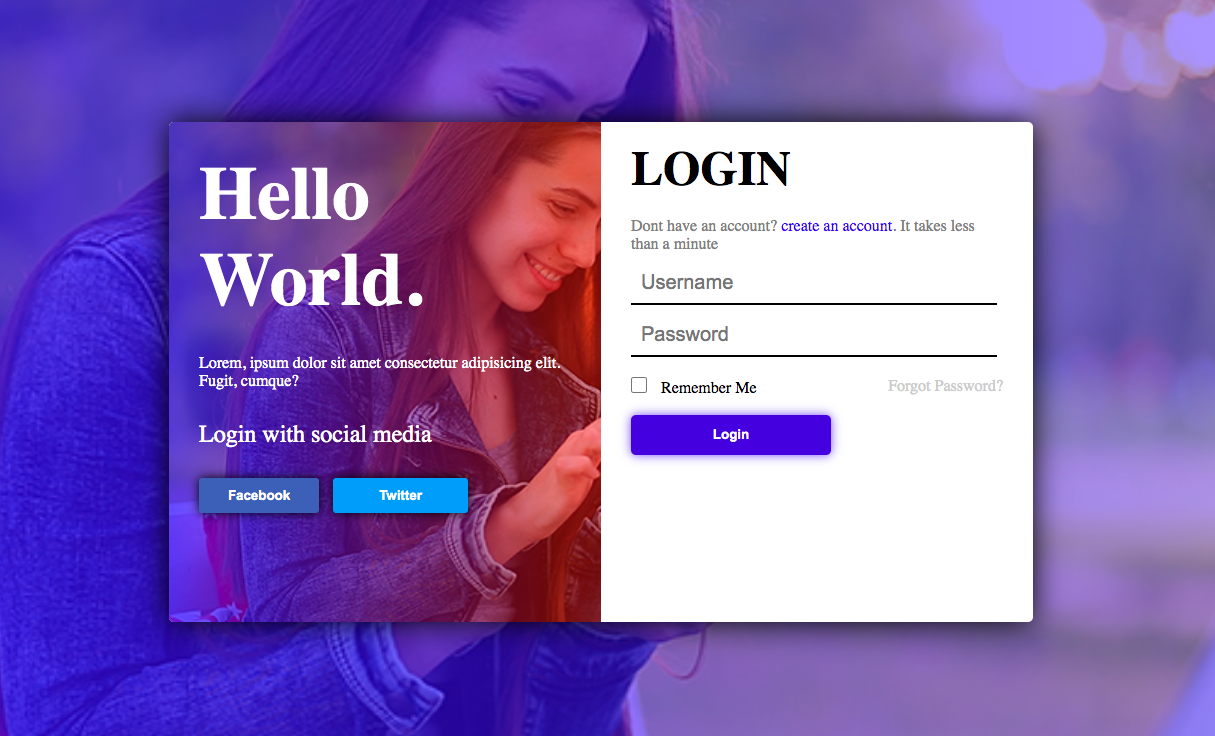 Hello
World.
Lorem, ipsum dolor sit amet consectetur adipisicing elit.
Fugit, cumque?
Login with social media
Facebook
Twitter
LOGIN
Dont have an account? create an account. It takes less
than a minute
Username
Password
Remember Me
Forgot Password?
Login